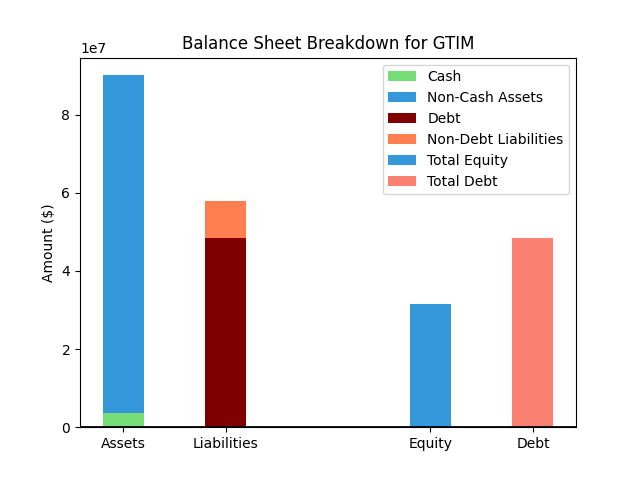 Balance Sheet Breakdown for GTIM
1e7
8
6
4
2
0
Amount ($)
Cash
Non-Cash Assets
Debt
Non-Debt Liabilities
Total Equity
Total Debt
Assets
Liabilities
Equity
Debt